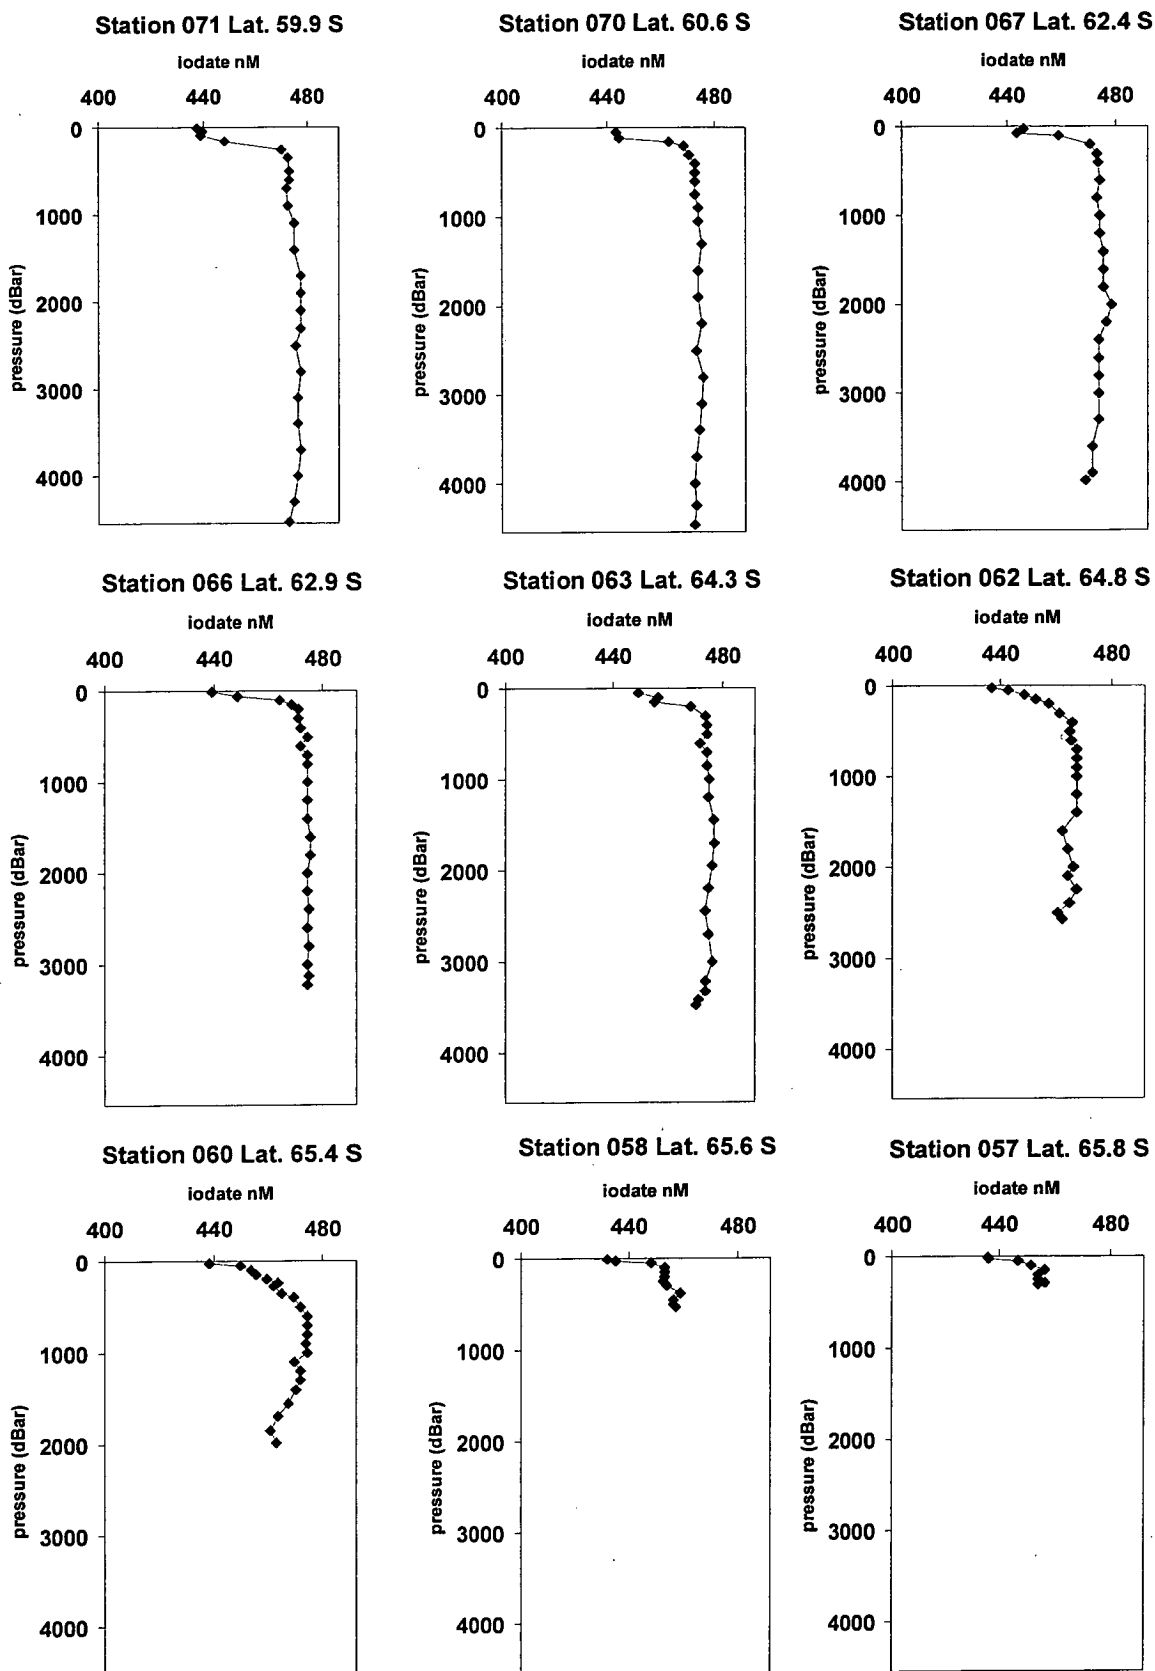 Station 071 Lat. 59.9 S
iodate nM
400 440 480
0
1000
2000
3000
4000
pressure (dBar)
Station 070 Lat. 60.6 S
iodate nM
400 440 480
0
1000
2000
3000
4000
pressure (dBar)
Station 067 Lat. 62.4 S
iodate nM
400 440 480
0
1000
2000
3000
4000
pressure (dBar)
Station 066 Lat. 62.9 S
iodate nM
400 440 480
0
1000
2000
3000
4000
pressure (dBar)
Station 063 Lat. 64.3 S
iodate nM
400 440 480
0
1000
2000
3000
4000
pressure (dBar)
Station 062 Lat. 64.8 S
iodate nM
400 440 480
0
1000
2000
3000
4000
pressure (dBar)
Station 060 Lat. 65.4 S
iodate nM
400 440 480
0
1000
2000
3000
4000
pressure (dBar)
Station 058 Lat. 65.6 S
iodate nM
400 440 480
0
1000
2000
3000
4000
pressure (dBar)
Station 057 Lat. 65.8 S
iodate nM
400 440 480
0
1000
2000
3000
4000
pressure (dBar)